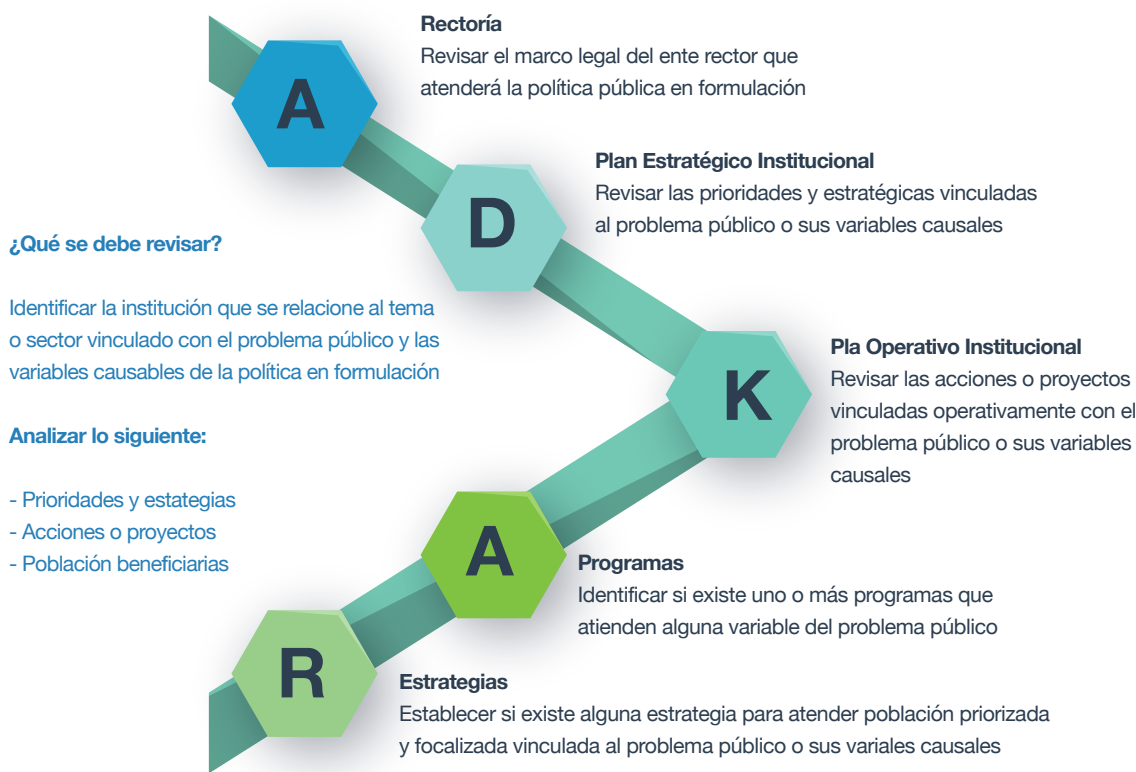 Rectoría
Revisar el marco legal del ente rector que
atenderá la política pública en formulación
A
Plan Estratégico Institucional
Revisar las prioridades y estratégicas vinculadas
al problema público o sus variables causales
D
¿Qué se debe revisar?
Identificar la institución que se relacione al tema
o sector vinculado con el problema público y las
variables causables de la política en formulación
Analizar lo siguiente:
- Prioridades y estategias
- Acciones o proyectos
- Población beneficiarias
Pla Operativo Institucional
Revisar las acciones o proyectos
vinculadas operativamente con el
problema público o sus variables
causales
K
A
Programas
Identificar si existe uno o más programas que
atienden alguna variable del problema público
R
Estrategias
Establecer si existe alguna estrategia para atender población priorizada
y focalizada vinculada al problema público o sus variales causales